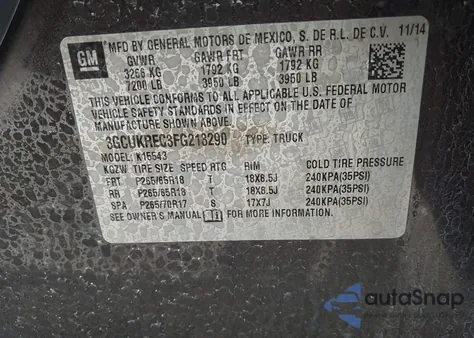 GM
MFD BY GENERAL MOTORS DE MEXICO, S. DE R.L. DE C.V. 11/14
GVWR GAWR FRT GAWR RR
3266 KG 1792 KG 1792 KG
7200 LB 3950 LB 3950 LB
THIS VEHICLE CONFORMS TO ALL APPLICABLE U.S. FEDERAL MOTOR
VEHICLE SAFETY STANDARDS IN EFFECT ON THE DATE OF
MANUFACTURE SHOWN ABOVE.
3GCUKREC3FG213290 TYPE: TRUCK
MODEL: K15543
KGZW TIRE SIZE SPEED RTG RIM COLD TIRE PRESSURE
FRT P265/65R18 T 18X8.5J 240KPA(35PSI)
RR P265/65R18 T 18X8.5J 240KPA(35PSI)
SPA P265/70R17 S 17X7J 240KPA(35PSI)
SEE OWNER'S MANUAL FOR MORE INFORMATION
autoSnap